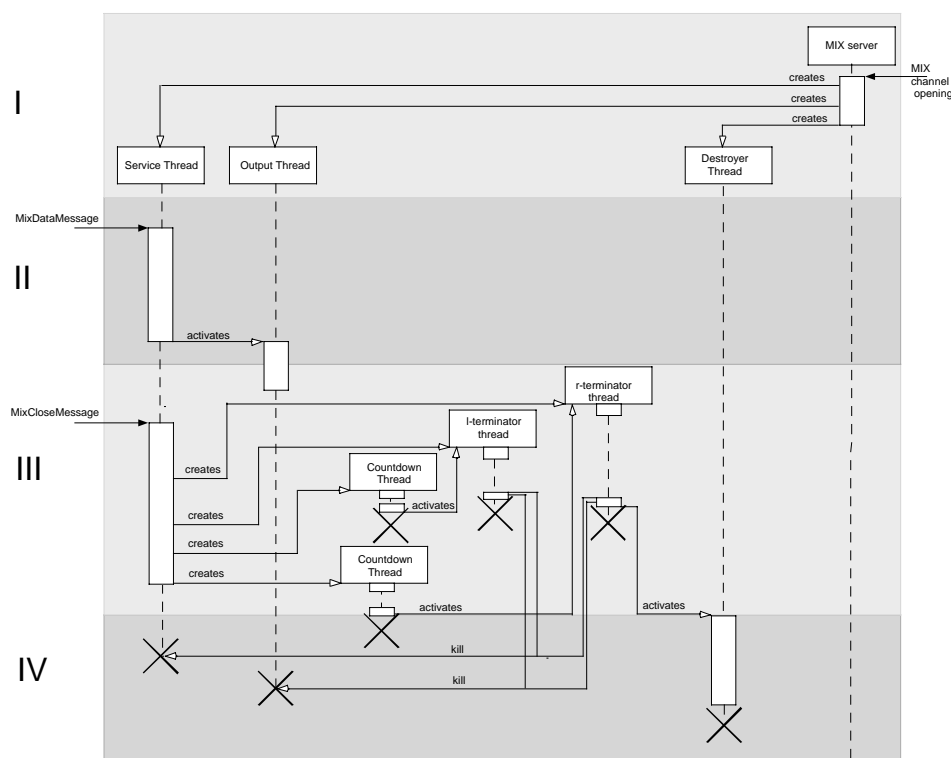 MIX server
MIX
channel
opening
creates
creates
creates
I
Service Thread
Output Thread
Destroyer
Thread
MixDataMessage
II
activates
r-terminator
thread
MixCloseMessage
l-terminator
thread
III
creates
Countdown
Thread
activates
creates
creates
Countdown
Thread
creates
activates
activates
kill
IV
kill